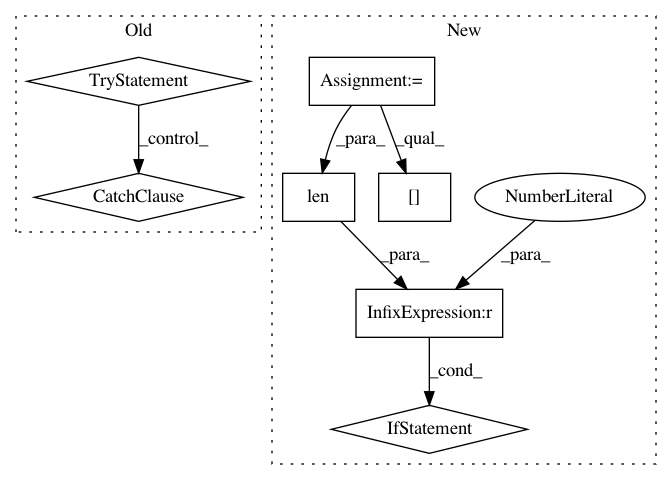 Old
New
TryStatement
Assignment:=
_control_
_para_
_qual_
CatchClause
len
[]
NumberLiteral
_para_
_para_
InfixExpression:r
_cond_
IfStatement